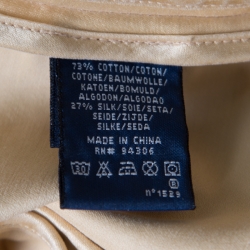 73% COTTON/COTON/
COTONE/BAUMWOLLE/
KATOEN/BOMULD/
ALGODON/ALGODAO
27% SILK/SOIE/SETA/
SEIDE/ZIJDE/
SILKE/SEDA
MADE IN CHINA
RN# 94306
n° 1529